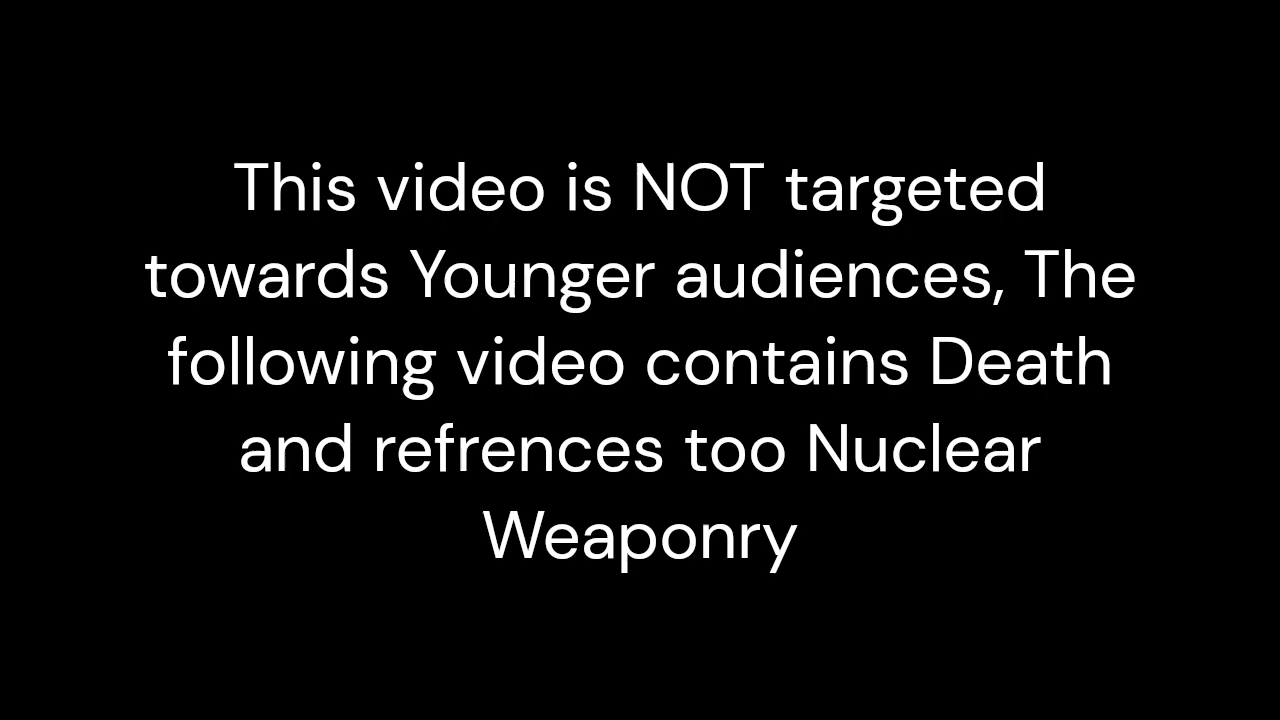 This video is NOT targeted
towards Younger audiences, The
following video contains Death
and refrences too Nuclear
Weaponry